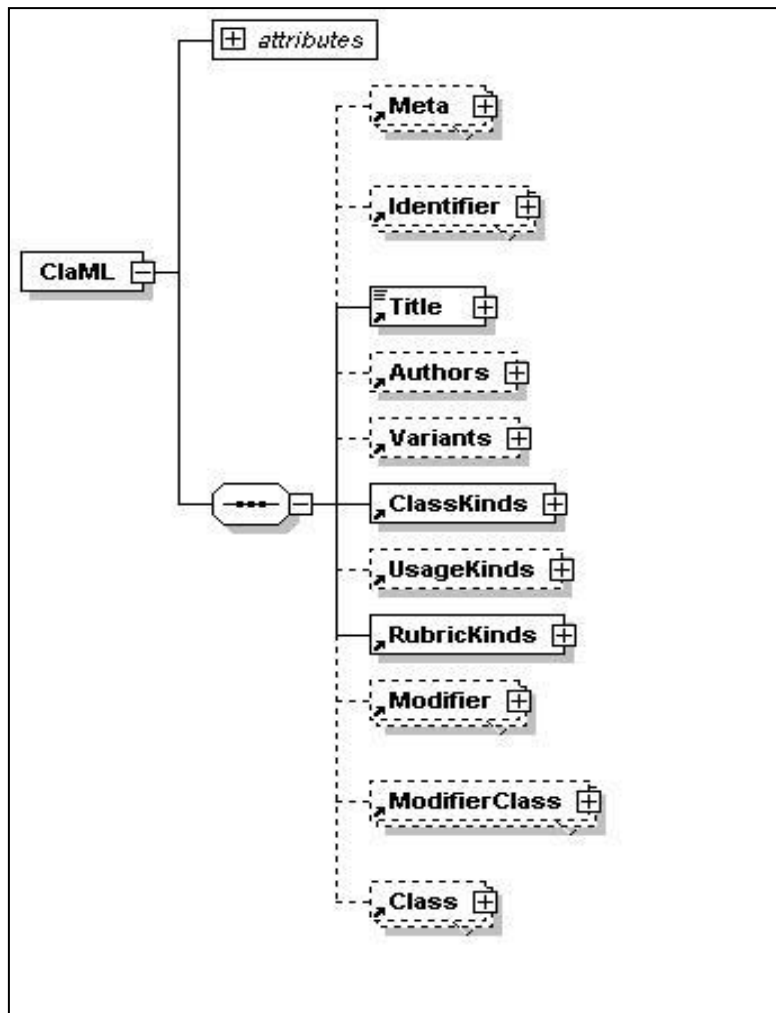 attributes
Meta
Identifier
ClaML
Title
Authors
Variants
ClassKinds
UsageKinds
RubricKinds
Modifier
ModifierClass
Class